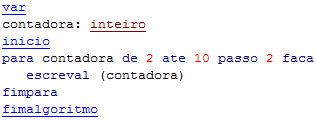 var
contadora: inteiro
inicio
para contadora de 2 ate 10 passo 2 faca
escreval (contadora)
fimpara
fimalgoritmo